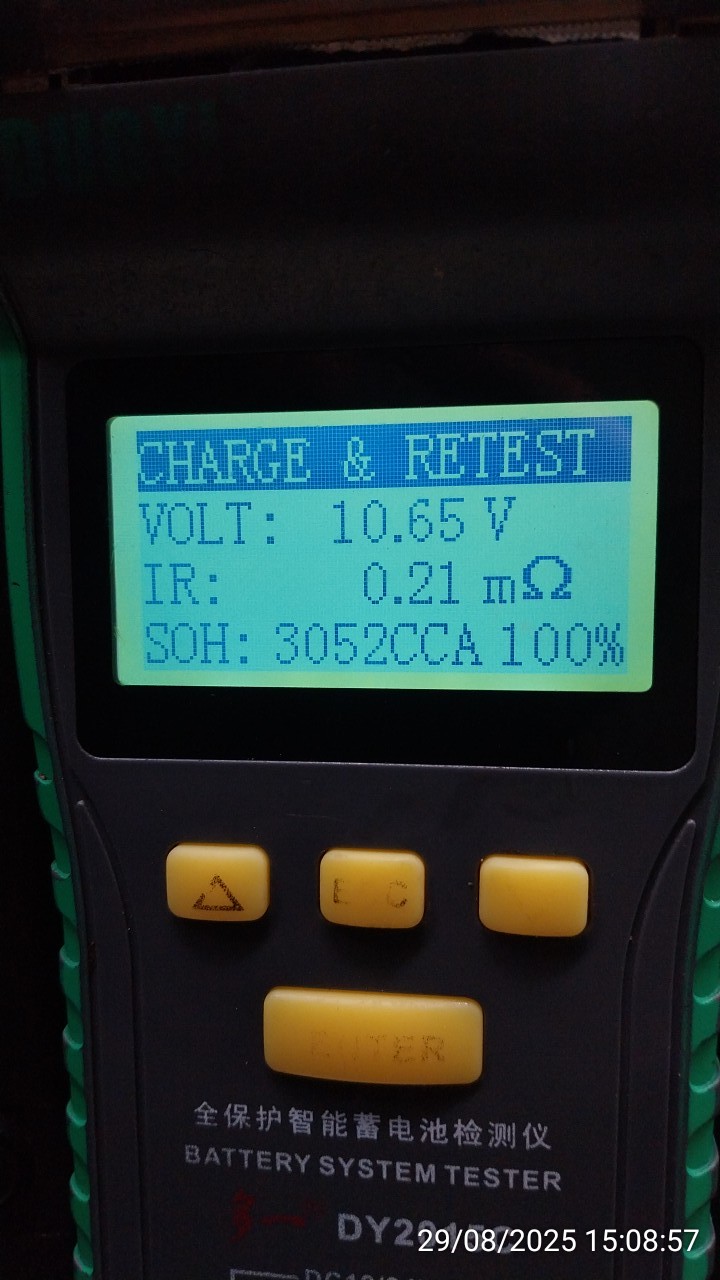 CHARGE & RETEST
VOLT: 10.65 V
IR: 0.21 mΩ
SOH: 3052CCA 100%
E C
ENTER
全保护智能蓄电池检测仪
BATTERY SYSTEM TESTER
29/08/2025 15:08:57